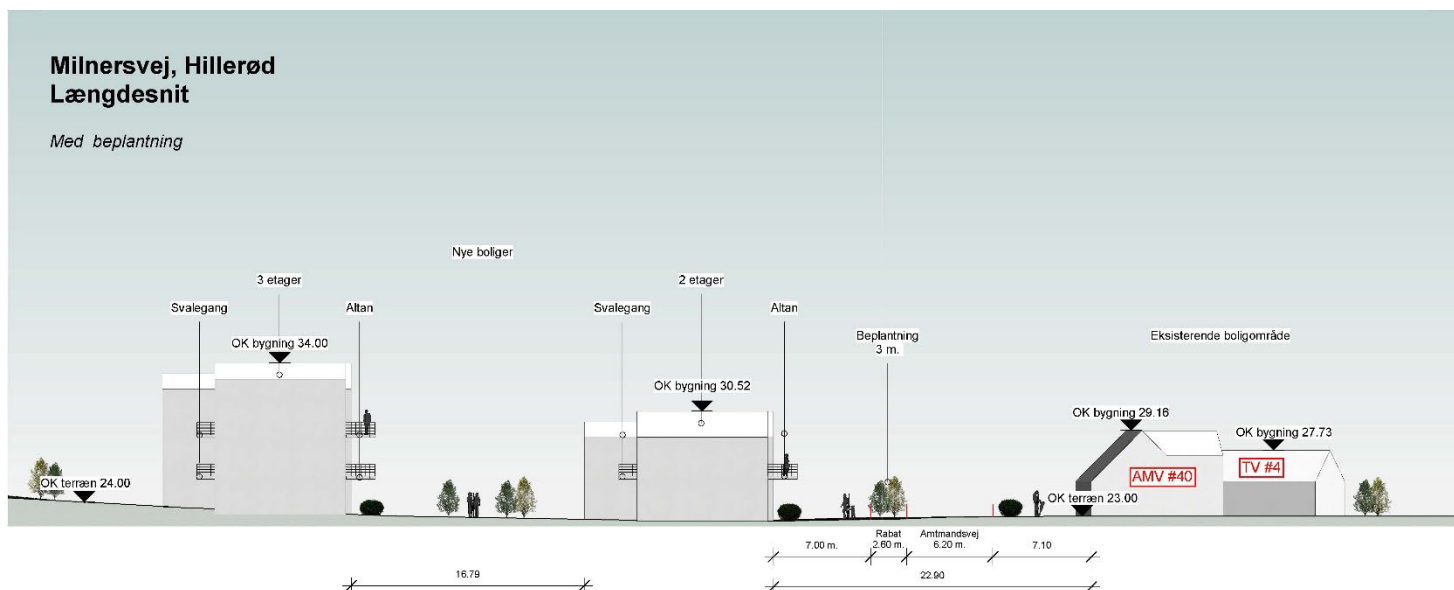 Milnersvej, Hillerød
Længdesnit
Med beplantning
Nye boliger
3 etager
2 etager
Svalegang
Altan
Svalegang
Altan
Beplantning
3 m.
Eksisterende boligområde
OK bygning 34.00
OK bygning 30.52
OK bygning 29.16
OK bygning 27.73
AMV #40
TV #4
OK terræn 24.00
OK terræn 23.00
7.00 m.
Rabat
2.60 m.
Amtmandsvej
6.20 m.
7.10
16.79
22.90